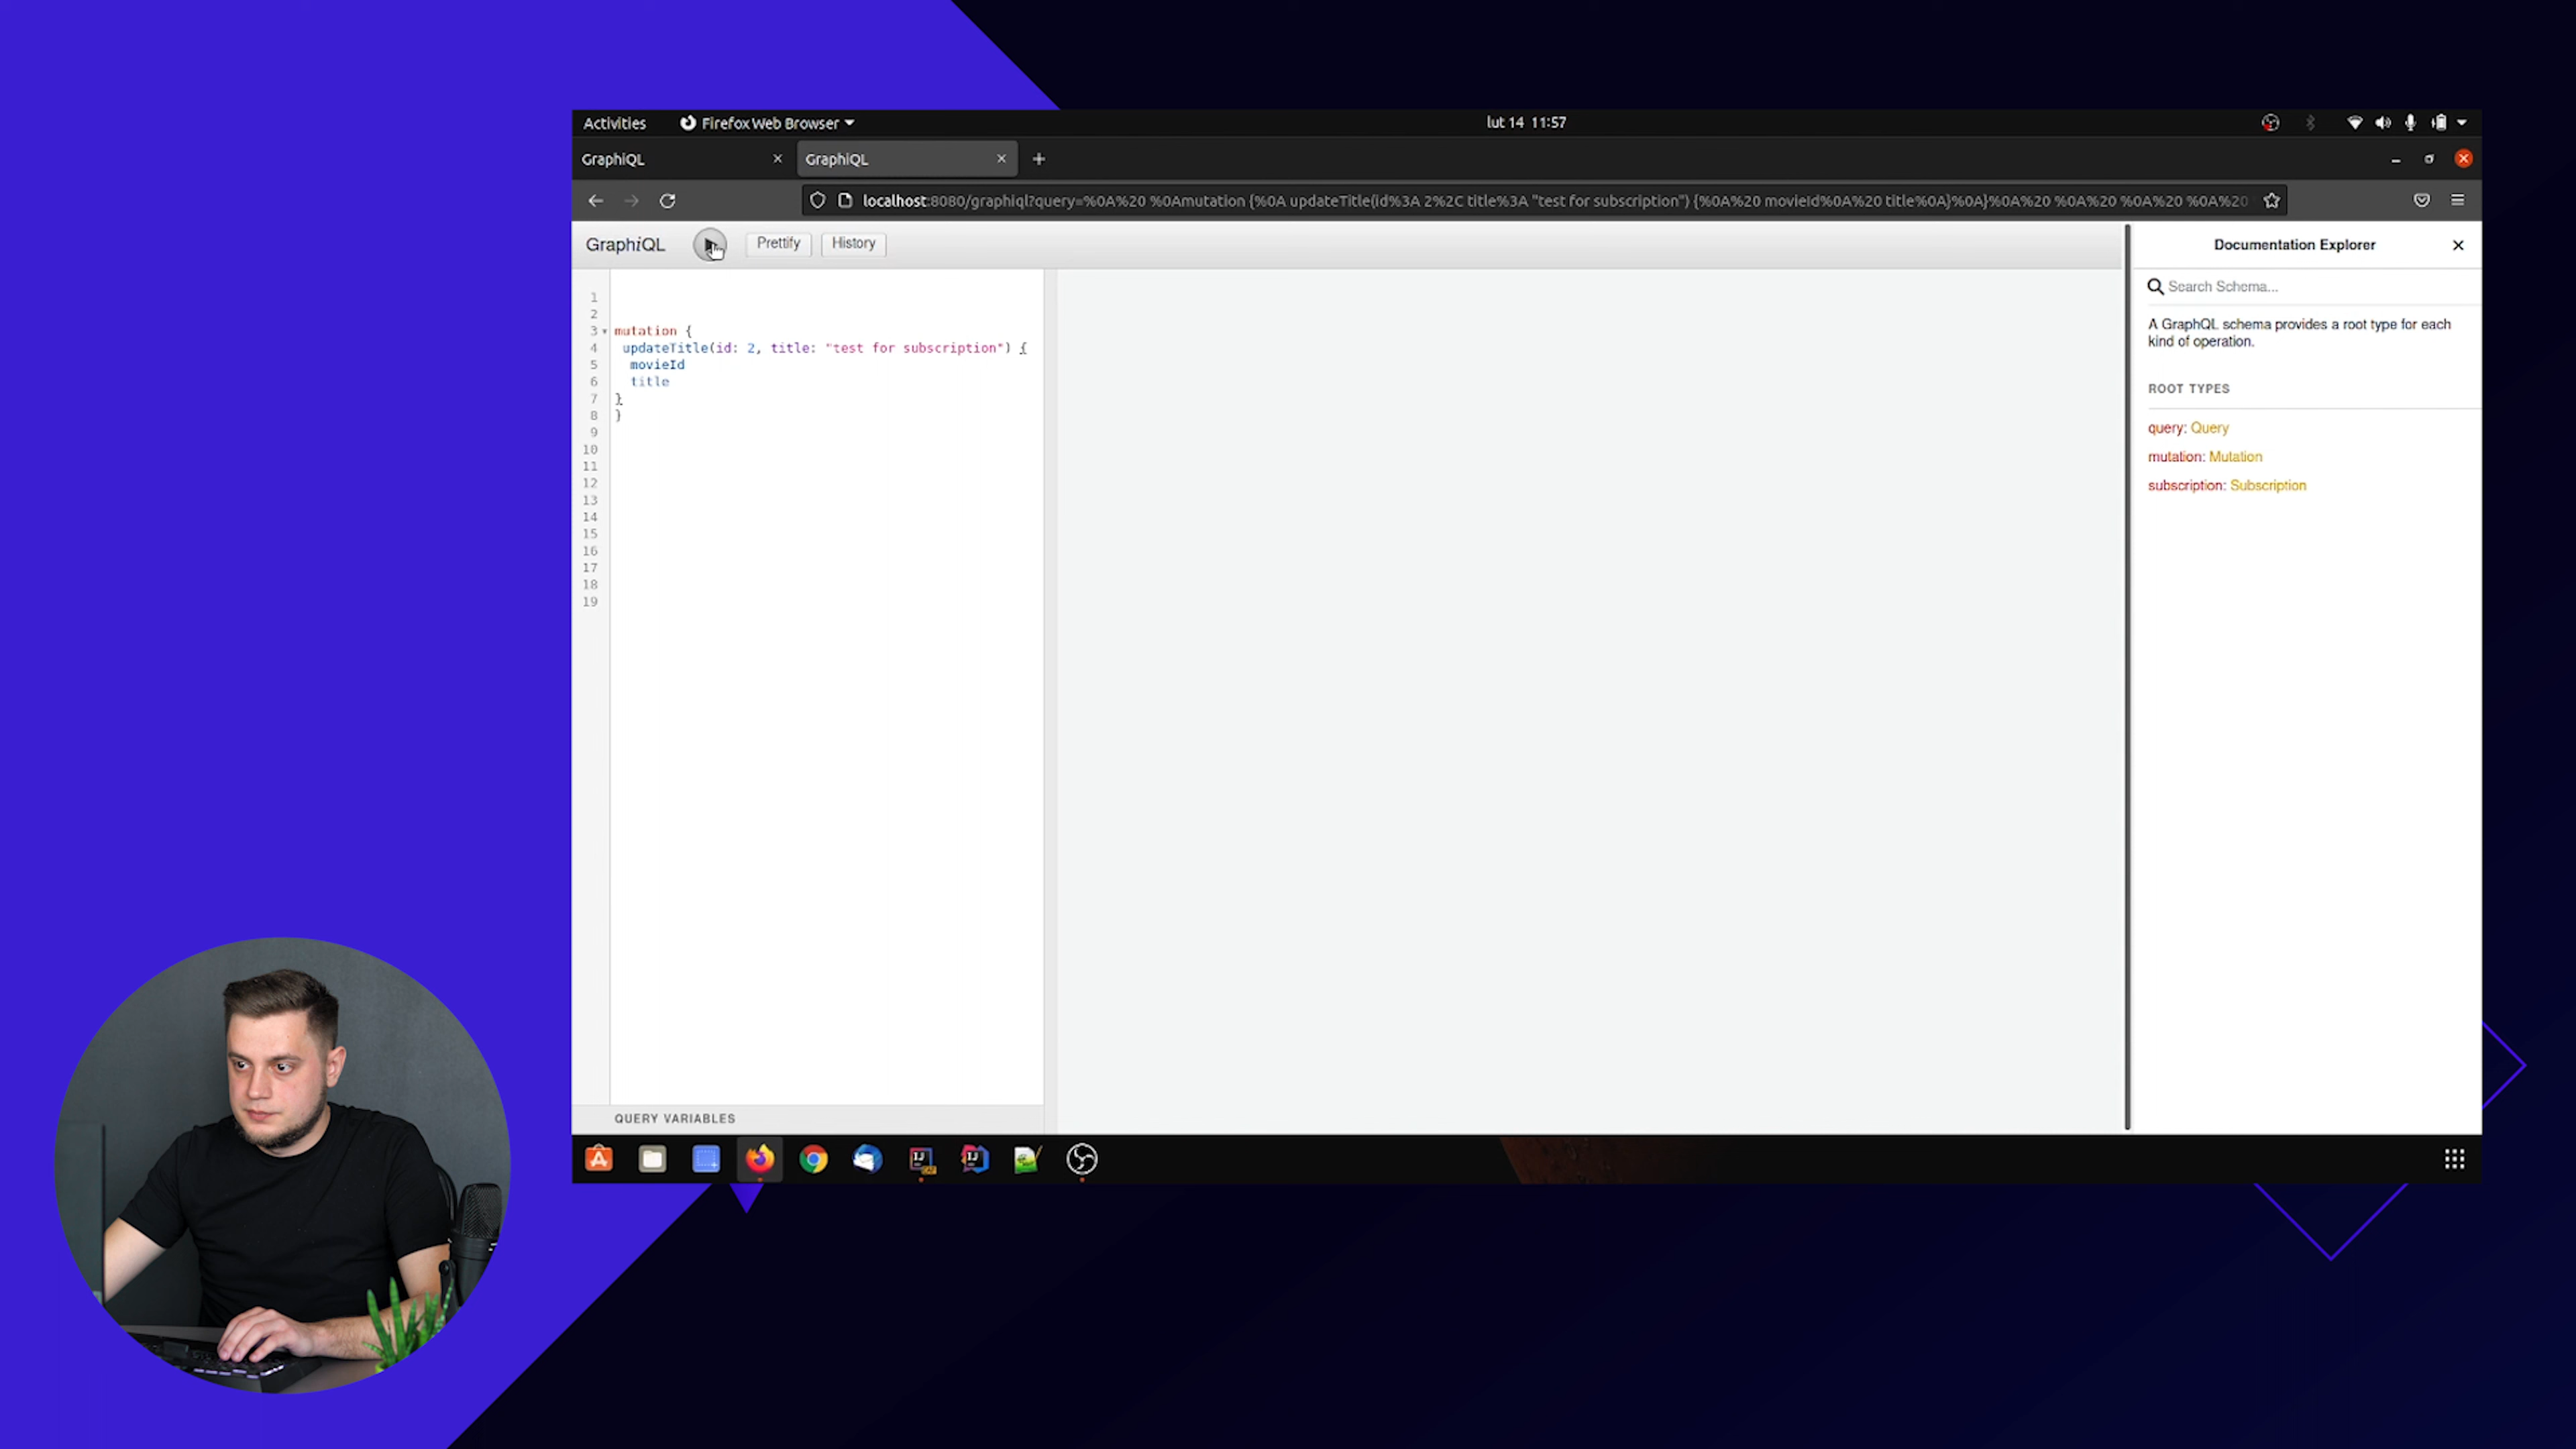 Activities
Firefox Web Browser
lut 14 11:57
GraphiQL
GraphiQL
localhost:8080/graphiql?query=%0A%20 %0Amutation {%0A updateTitle(id%3A 2%2C title%3A "test for subscription") {%0A%20 movieId%0A%20 title%0A}%0A}%0A%20 %0A%20 %0A%20 %0A%20
GraphiQL
Prettify
History
Documentation Explorer
Search Schema...
A GraphQL schema provides a root type for each
kind of operation.
ROOT TYPES
query: Query
mutation: Mutation
subscription: Subscription
1
2
3 mutation {
4 updateTitle(id: 2, title: "test for subscription") {
5 movieId
6 title
7 }
8 }
9
10
11
12
13
14
15
16
17
18
19
QUERY VARIABLES